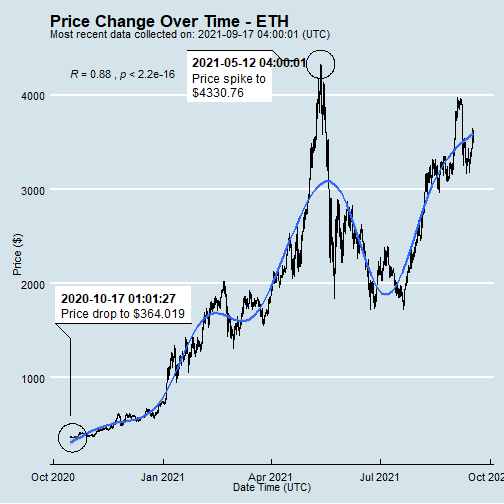 Price Change Over Time - ETH
Most recent data collected on: 2021-09-17 04:00:01 (UTC)
R = 0.88 , p < 2.2e-16
2021-05-12 04:00:01
Price spike to
$4330.76
2020-10-17 01:01:27
Price drop to $364.019
Price ($)
4000
3000
2000
1000
Oct 2020
Jan 2021
Apr 2021
Jul 2021
Oct 202
Date Time (UTC)